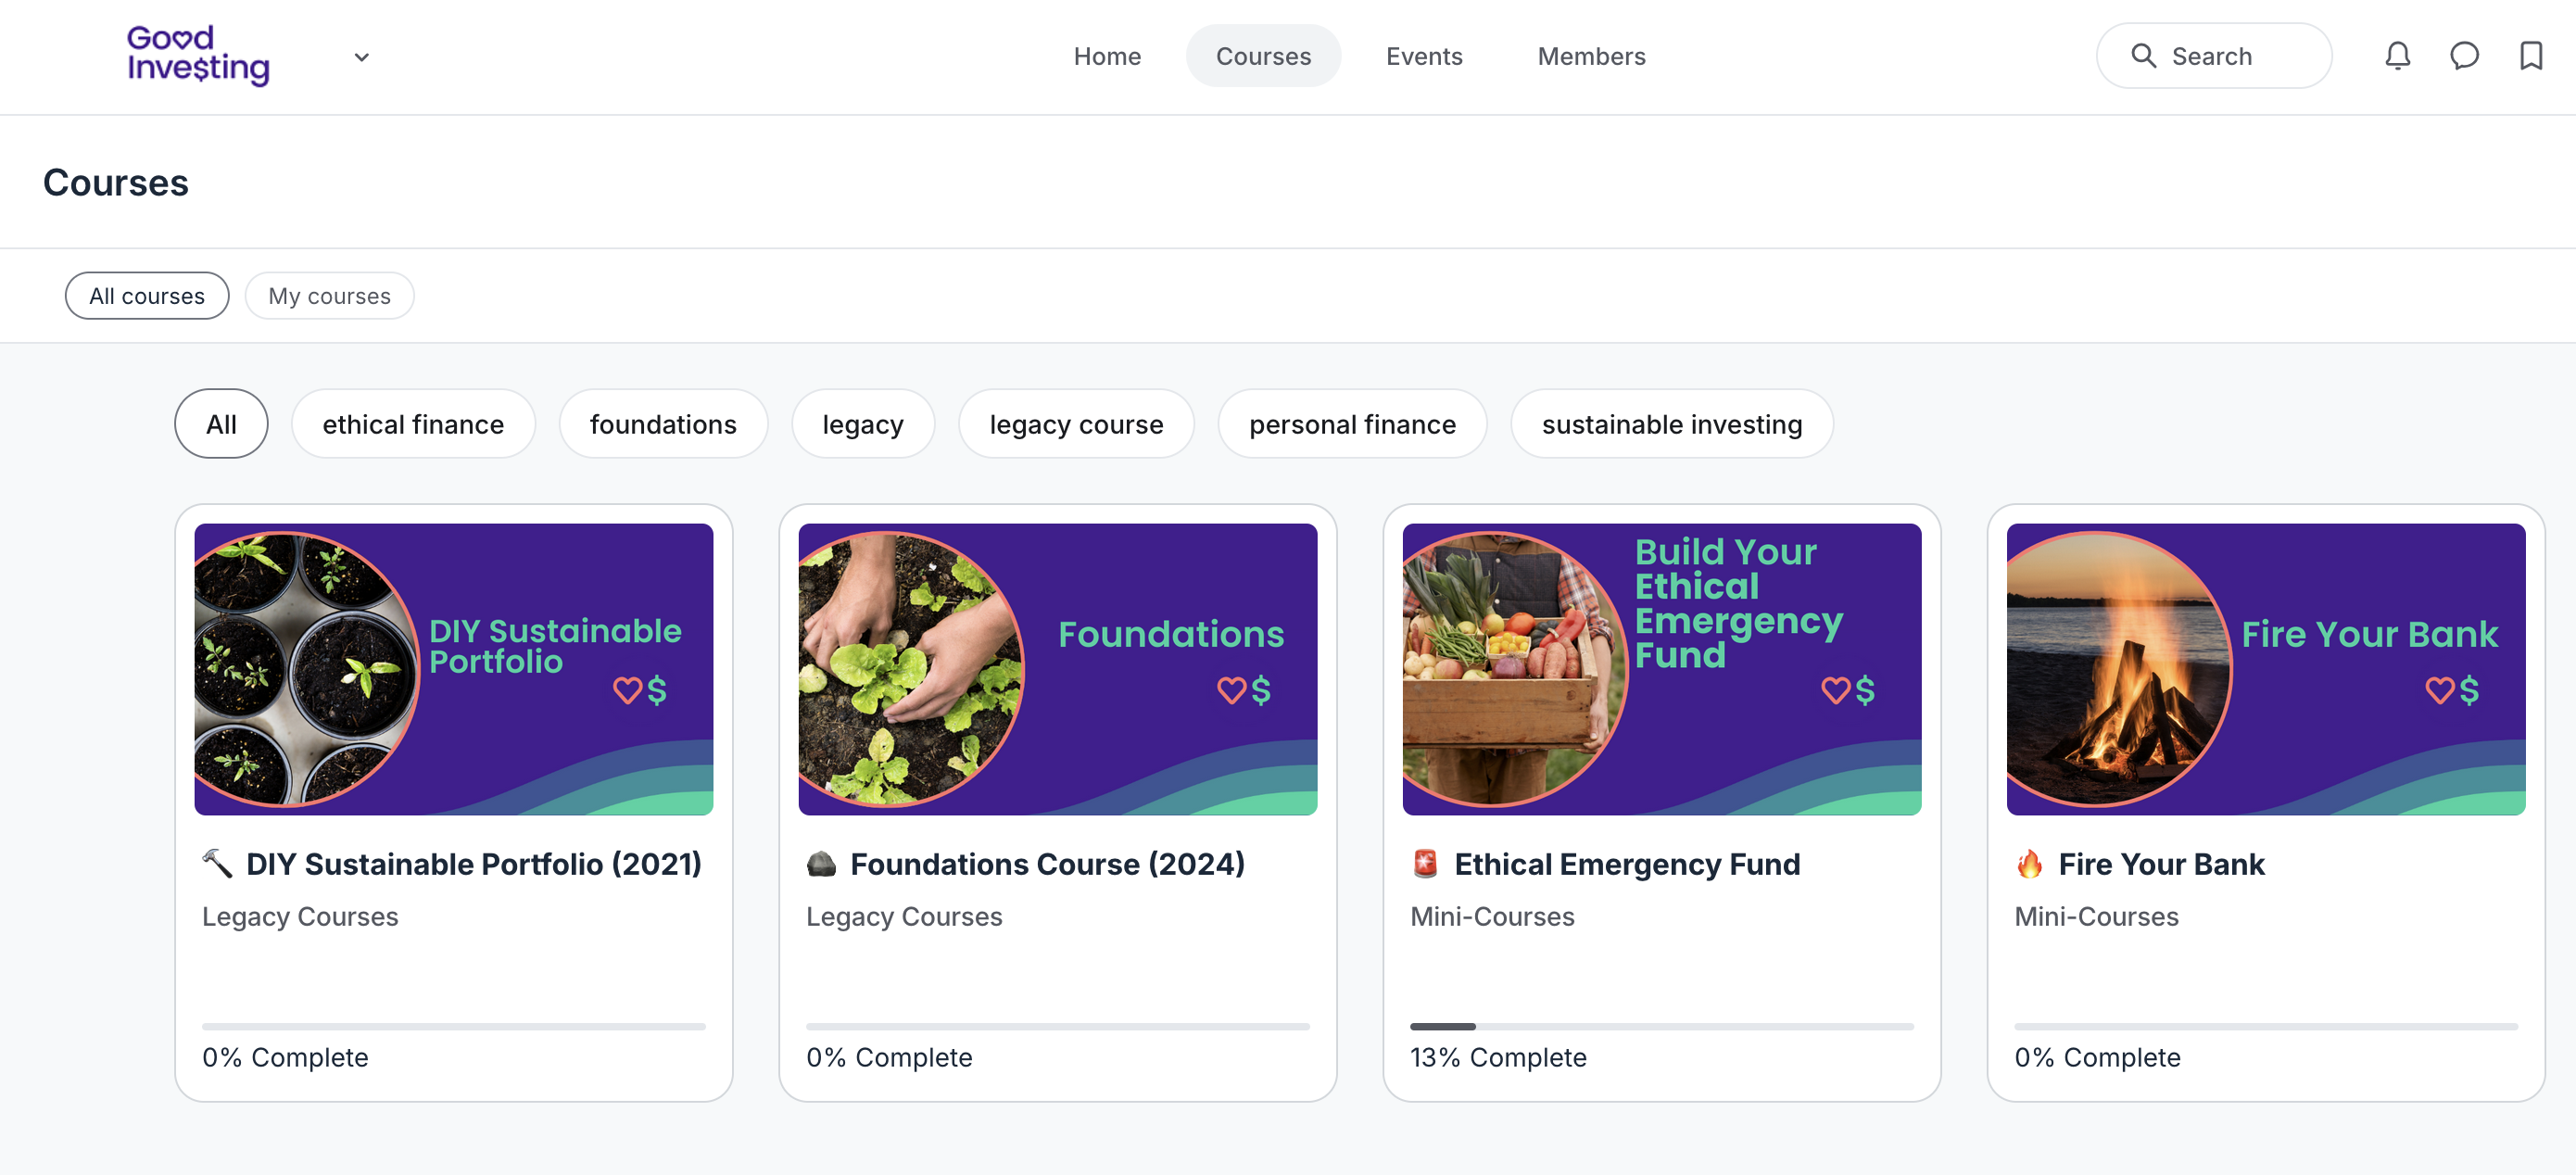 Good
Investing
Home
Courses
Events
Members
Search
Courses
All courses
My courses
All
ethical finance
foundations
legacy
legacy course
personal finance
sustainable investing
DIY Sustainable
Portfolio
$
🔨 DIY Sustainable Portfolio (2021)
Legacy Courses
0% Complete
Foundations
$
🪨 Foundations Course (2024)
Legacy Courses
0% Complete
Build Your
Ethical
Emergency
Fund
$
🚨 Ethical Emergency Fund
Mini-Courses
13% Complete
Fire Your Bank
$
🔥 Fire Your Bank
Mini-Courses
0% Complete